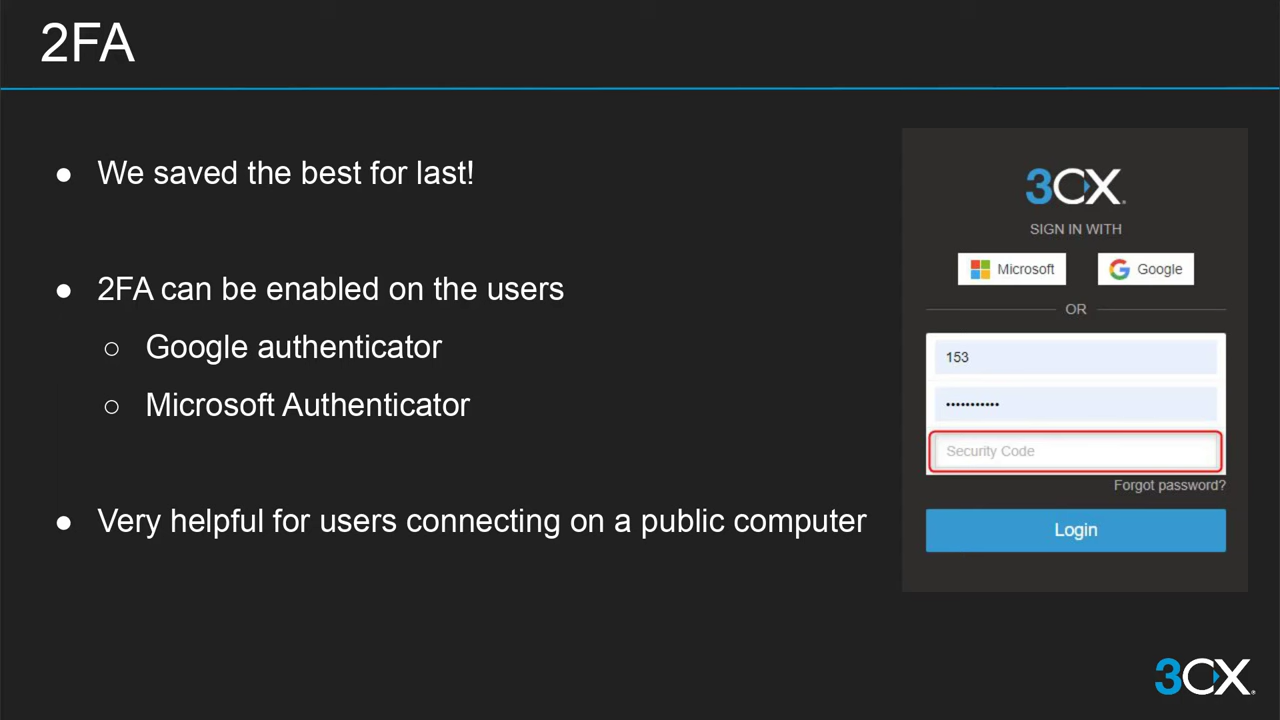 2FA
● We saved the best for last!
● 2FA can be enabled on the users
○ Google authenticator
○ Microsoft Authenticator
● Very helpful for users connecting on a public computer
3CX
SIGN IN WITH
Microsoft Google
OR
153
•••••••••••
Security Code
Forgot password?
Login
3CX